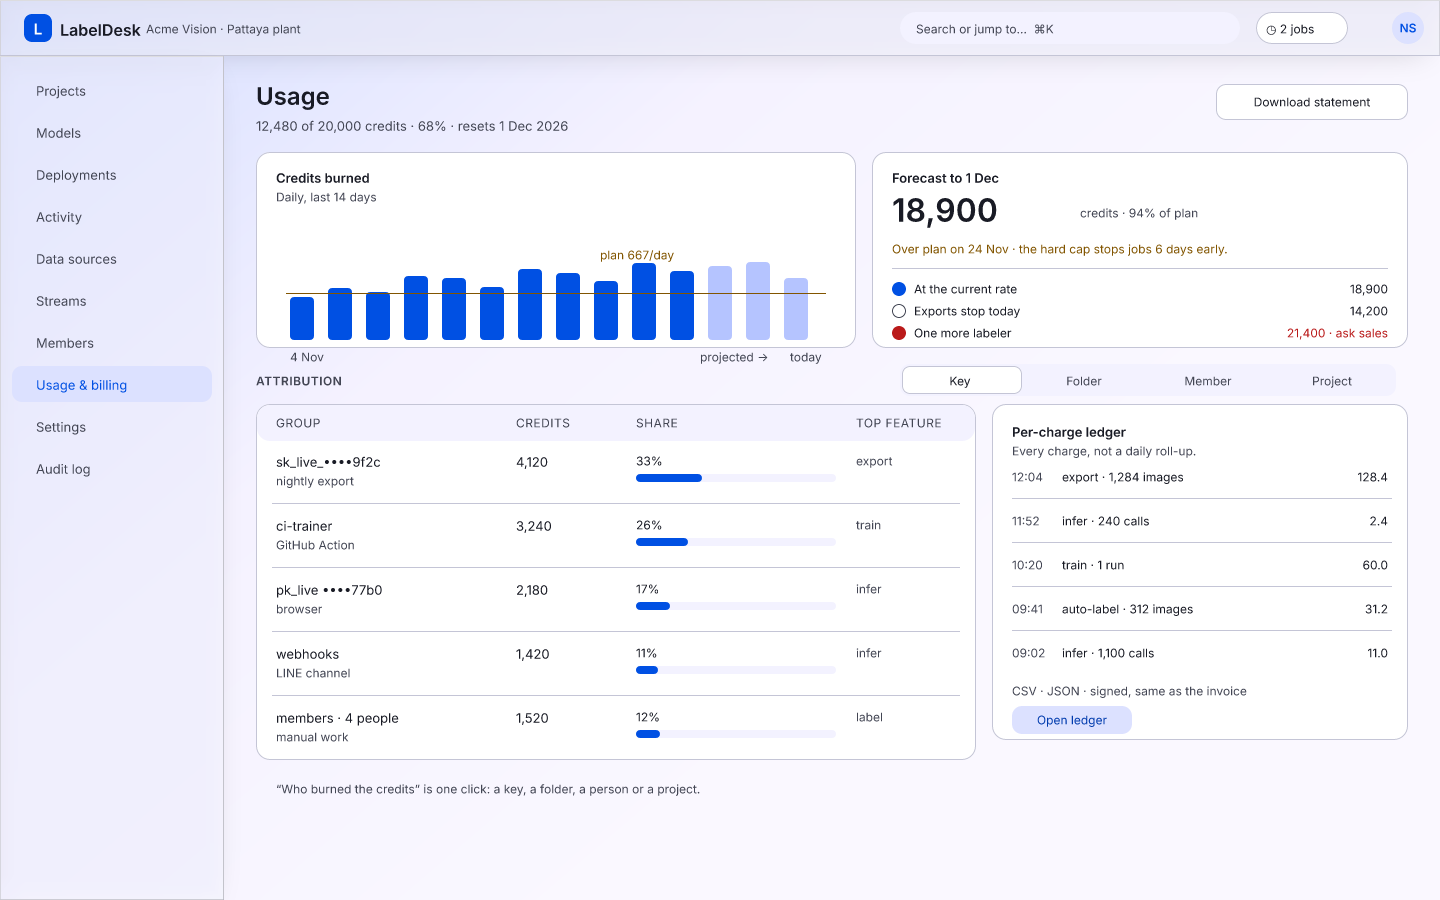 L LabelDesk Acme Vision · Pattaya plant
Search or jump to... ⌘K
◷ 2 jobs
NS
Projects
Models
Deployments
Activity
Data sources
Streams
Members
Usage & billing
Settings
Audit log
Usage
12,480 of 20,000 credits · 68% · resets 1 Dec 2026
Download statement
Credits burned
Daily, last 14 days
plan 667/day
4 Nov
projected →
today
Forecast to 1 Dec
18,900 credits · 94% of plan
Over plan on 24 Nov · the hard cap stops jobs 6 days early.
At the current rate 18,900
Exports stop today 14,200
One more labeler 21,400 · ask sales
ATTRIBUTION
Key Folder Member Project
GROUP CREDITS SHARE TOP FEATURE
sk_live_••••9f2c 4,120 33% export
nightly export
ci-trainer 3,240 26% train
GitHub Action
pk_live ••••77b0 2,180 17% infer
browser
webhooks 1,420 11% infer
LINE channel
members · 4 people 1,520 12% label
manual work
Per-charge ledger
Every charge, not a daily roll-up.
12:04 export · 1,284 images 128.4
11:52 infer · 240 calls 2.4
10:20 train · 1 run 60.0
09:41 auto-label · 312 images 31.2
09:02 infer · 1,100 calls 11.0
CSV · JSON · signed, same as the invoice
Open ledger
“Who burned the credits” is one click: a key, a folder, a person or a project.